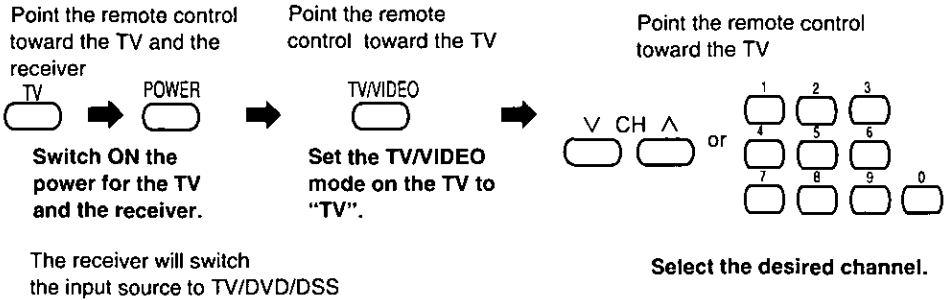 Point the remote control
toward the TV and the
receiver
TV
POWER
Switch ON the
power for the TV
and the receiver.
The receiver will switch
the input source to TV/DVD/DSS
Point the remote
control toward the TV
TV/VIDEO
Set the TV/VIDEO
mode on the TV to
“TV”.
Point the remote control
toward the TV
∨ CH ∧ or
1 2 3
4 5 6
7 8 9 0
Select the desired channel.